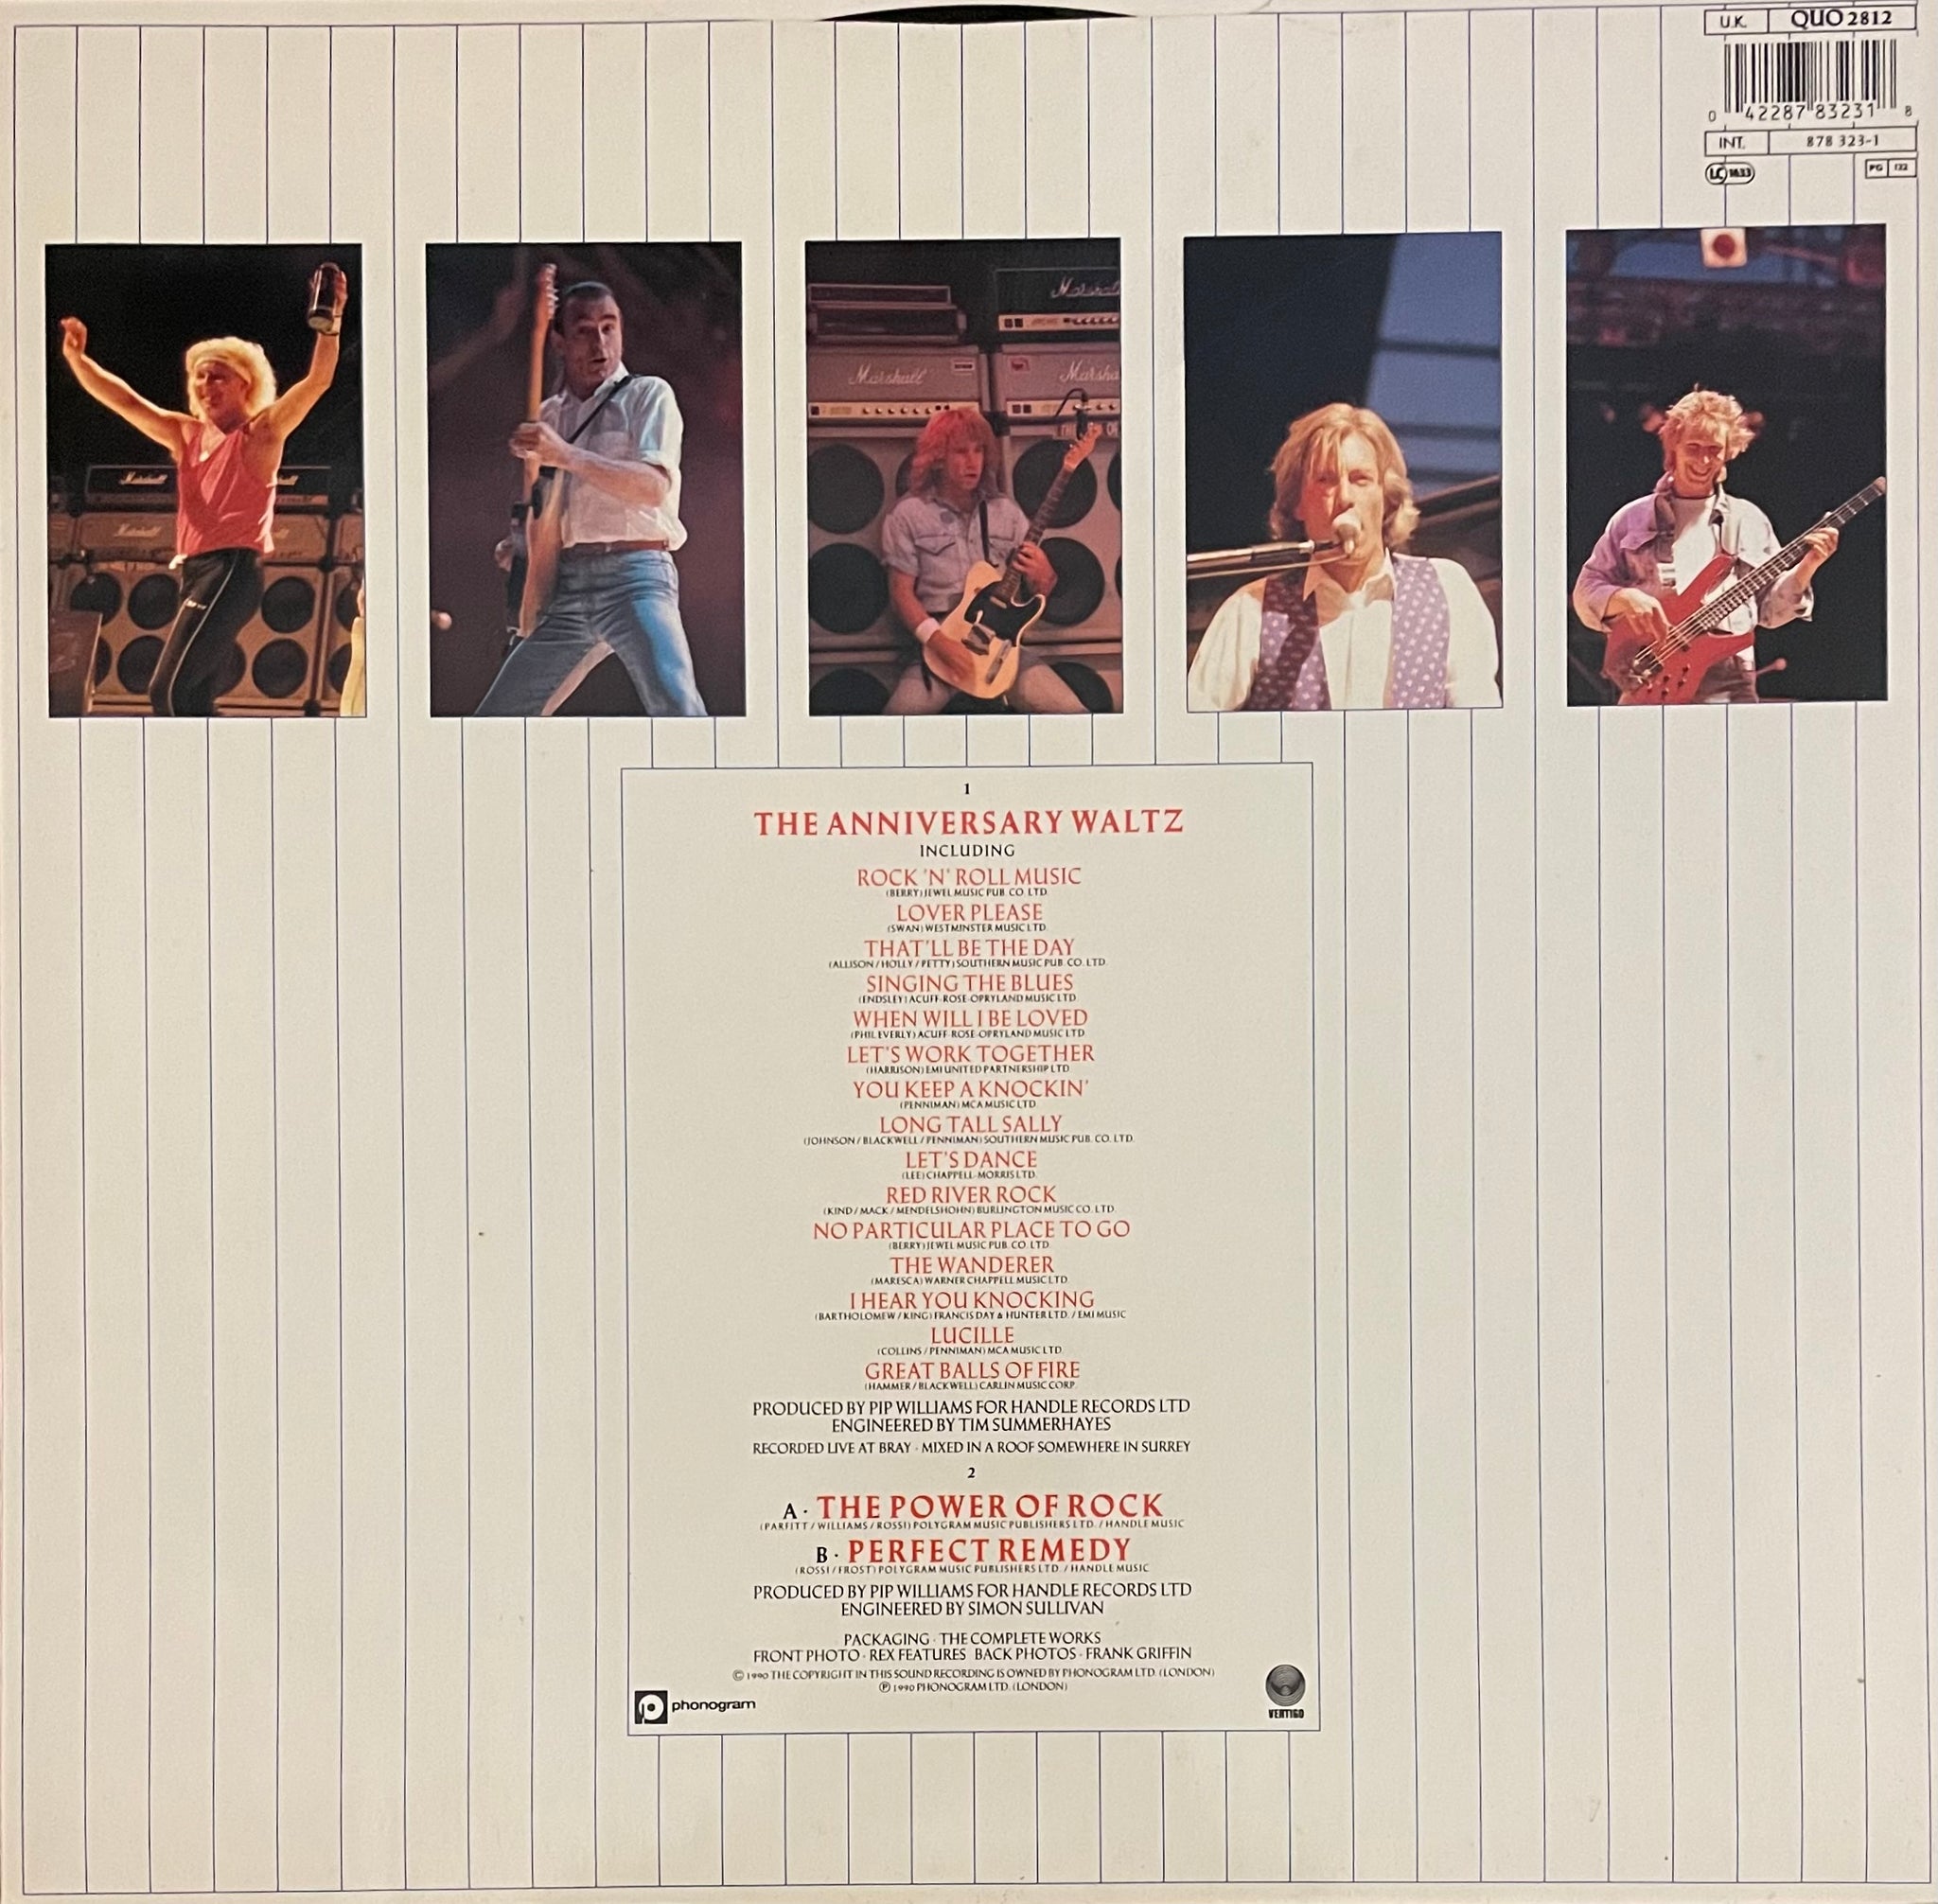 U.K. QUO 2812
0 42287 83231 8
INT. 878 323-1
LC 1633
PG 132
Marshall
Marshall
Marshall
Marshall
1
THE ANNIVERSARY WALTZ
INCLUDING
ROCK 'N' ROLL MUSIC
(BERRY) JEWEL MUSIC PUB. CO. LTD.
LOVER PLEASE
(SWAN) WESTMINSTER MUSIC LTD.
THAT'LL BE THE DAY
(ALLISON / HOLLY / PETTY) SOUTHERN MUSIC PUB. CO. LTD.
SINGING THE BLUES
(ENDSLEY) ACUFF-ROSE-OPRYLAND MUSIC LTD.
WHEN WILL I BE LOVED
(PHIL EVERLY) ACUFF-ROSE-OPRYLAND MUSIC LTD.
LET'S WORK TOGETHER
(HARRISON) EMI UNITED PARTNERSHIP LTD.
YOU KEEP A KNOCKIN'
(PENNIMAN) MCA MUSIC LTD.
LONG TALL SALLY
(JOHNSON / BLACKWELL / PENNIMAN) SOUTHERN MUSIC PUB. CO. LTD.
LET'S DANCE
(LEE) CHAPPELL-MORRIS LTD.
RED RIVER ROCK
(KIND / MACK / MENDELSHOHN) BURLINGTON MUSIC CO. LTD.
NO PARTICULAR PLACE TO GO
(BERRY) JEWEL MUSIC PUB. CO. LTD.
THE WANDERER
(MARESCA) WARNER CHAPPELL MUSIC LTD.
I HEAR YOU KNOCKING
(BARTHOLOMEW / KING) FRANCIS DAY & HUNTER LTD. / EMI MUSIC
LUCILLE
(COLLINS / PENNIMAN) MCA MUSIC LTD.
GREAT BALLS OF FIRE
(HAMMER / BLACKWELL) CARLIN MUSIC CORP.
PRODUCED BY PIP WILLIAMS FOR HANDLE RECORDS LTD
ENGINEERED BY TIM SUMMERHAYES
RECORDED LIVE AT BRAY · MIXED IN A ROOF SOMEWHERE IN SURREY
2
A · THE POWER OF ROCK
(PARFITT / WILLIAMS / ROSSI) POLYGRAM MUSIC PUBLISHERS LTD. / HANDLE MUSIC
B · PERFECT REMEDY
(ROSSI / FROST) POLYGRAM MUSIC PUBLISHERS LTD. / HANDLE MUSIC
PRODUCED BY PIP WILLIAMS FOR HANDLE RECORDS LTD
ENGINEERED BY SIMON SULLIVAN
PACKAGING · THE COMPLETE WORKS
FRONT PHOTO · REX FEATURES BACK PHOTOS · FRANK GRIFFIN
© 1990 THE COPYRIGHT IN THIS SOUND RECORDING IS OWNED BY PHONOGRAM LTD. (LONDON)
℗ 1990 PHONOGRAM LTD. (LONDON)
phonogram
VERTIGO